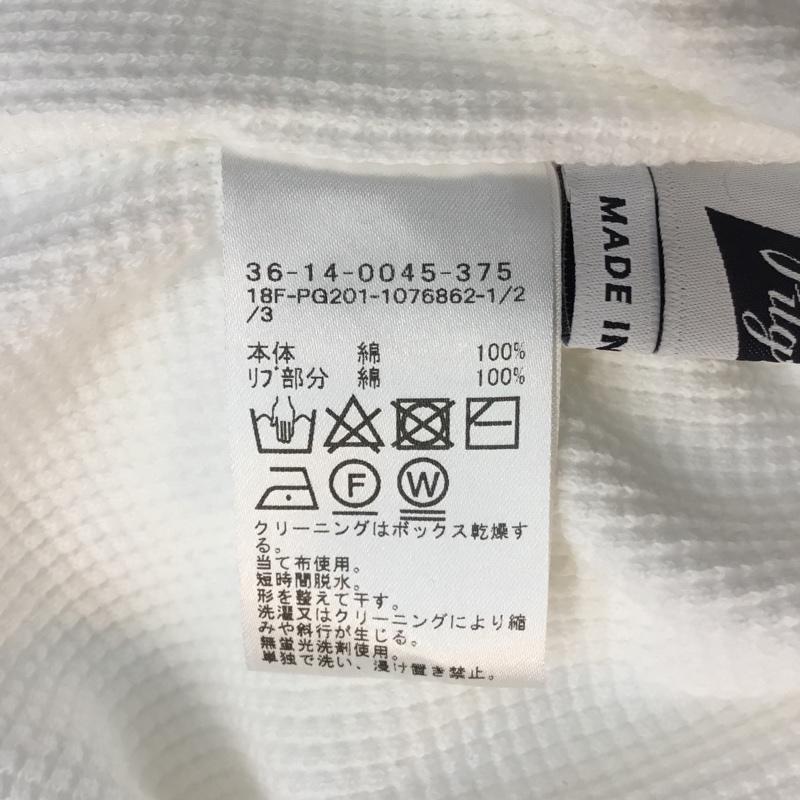 36-14-0045-375
18F-PG201-1076862-1/2
/3
本体 綿 100%
リブ部分 綿 100%
F W
クリーニングはボックス乾燥す
る。
当て布使用。
短時間脱水。
形を整えて干す。
洗濯又はクリーニングにより縮
みや斜行が生じる。
無蛍光洗剤使用。
単独で洗い、浸け置き禁止。
MADE IN